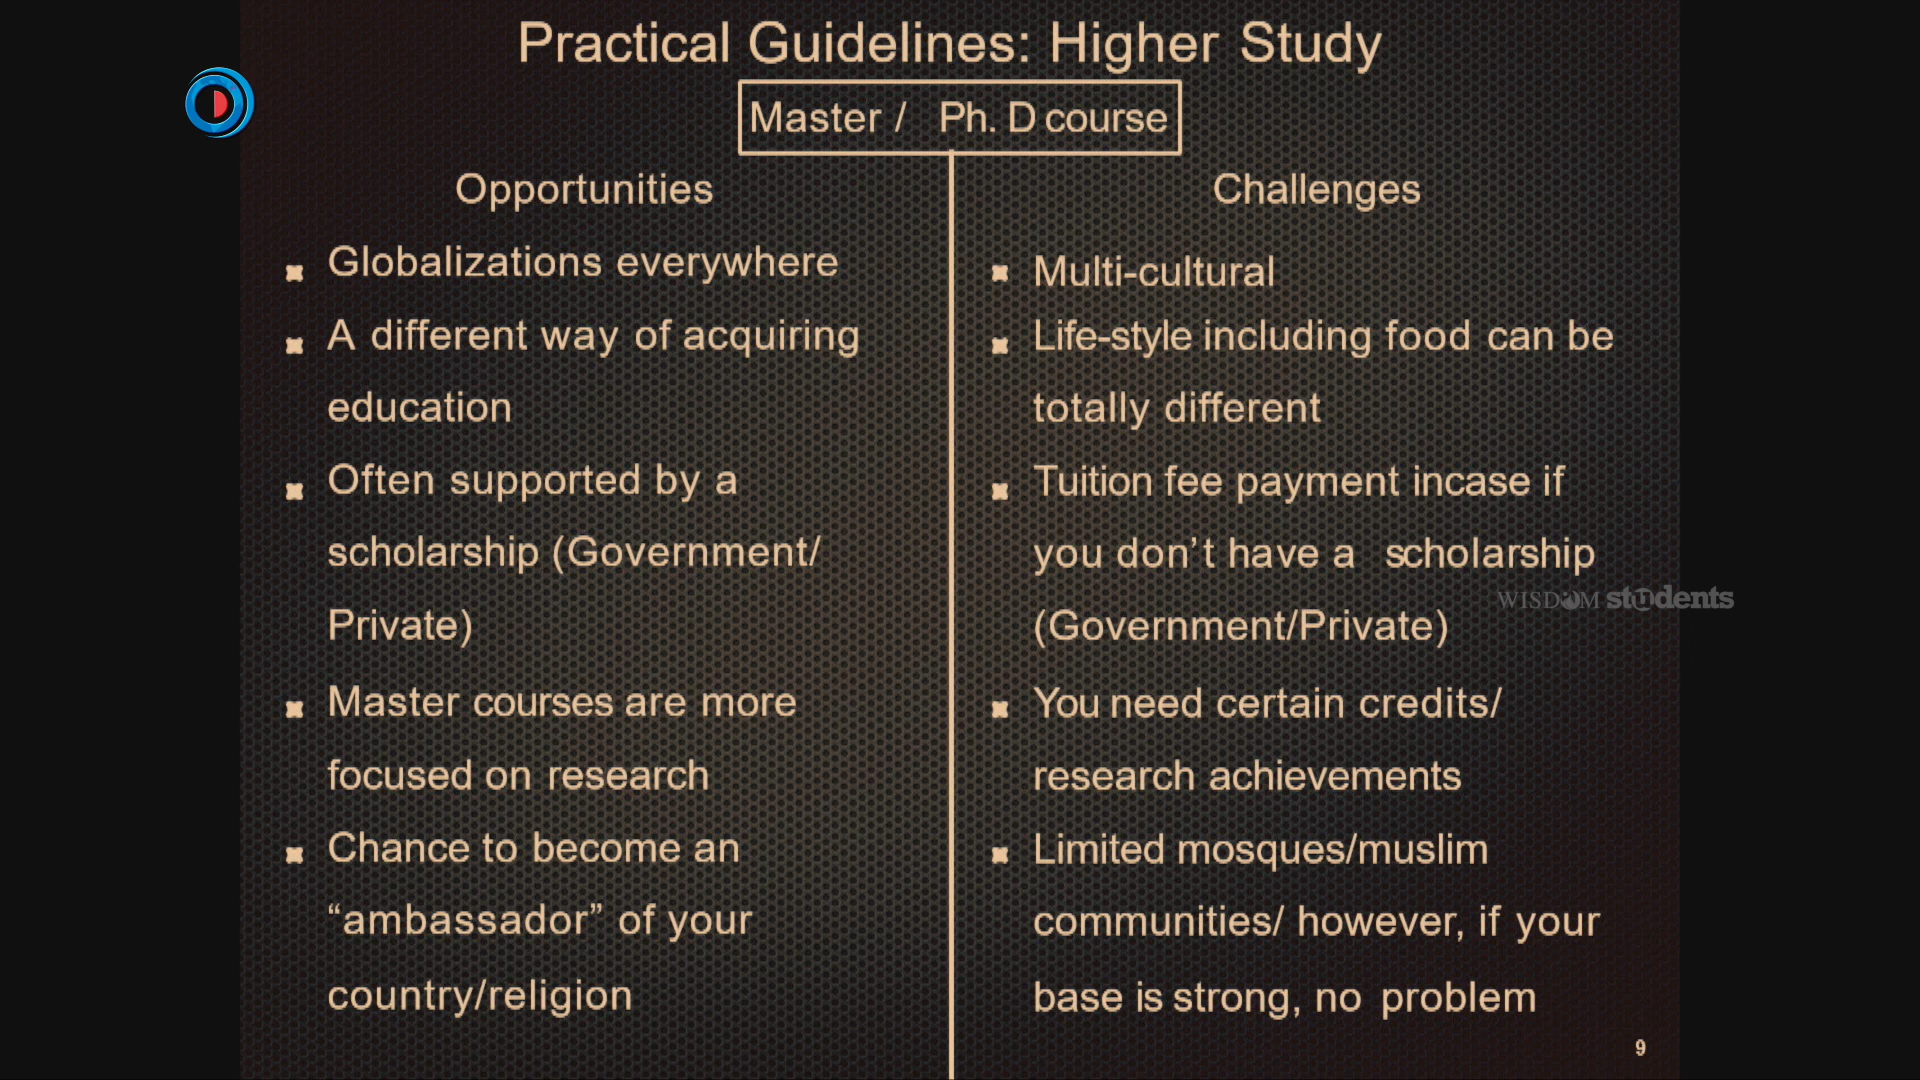 Practical Guidelines: Higher Study
Master / Ph. D course
Opportunities
Globalizations everywhere
A different way of acquiring
education
Often supported by a
scholarship (Government/
Private)
Master courses are more
focused on research
Chance to become an
“ambassador” of your
country/religion
Challenges
Multi-cultural
Life-style including food can be
totally different
Tuition fee payment incase if
you don’t have a scholarship
(Government/Private)
You need certain credits/
research achievements
Limited mosques/muslim
communities/ however, if your
base is strong, no problem
WISDOM students
9